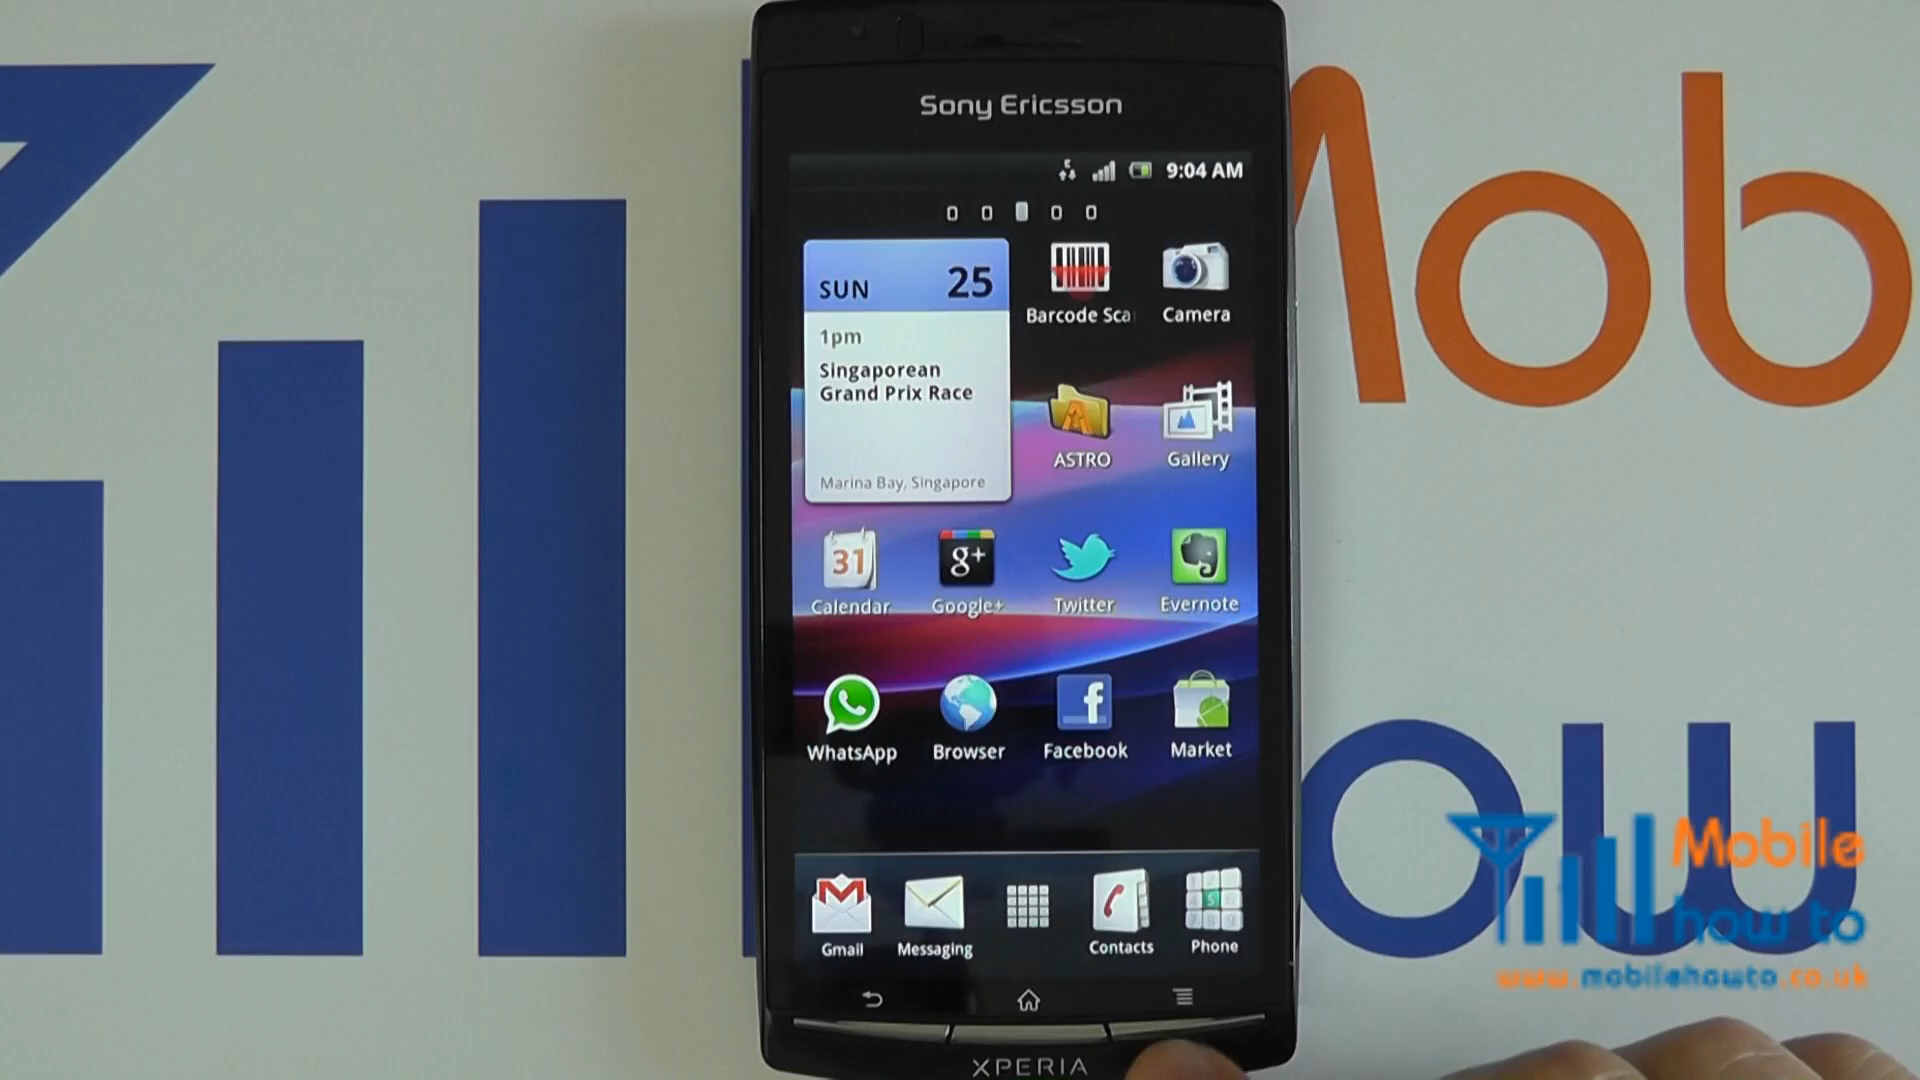 Sony Ericsson
9:04 AM
SUN 25
1pm
Singaporean
Grand Prix Race
Marina Bay, Singapore
Barcode Sca
Camera
ASTRO
Gallery
31
g+
Calendar
Google+
Twitter
Evernote
f
WhatsApp
Browser
Facebook
Market
Gmail
Messaging
Contacts
Phone
XPERIA
Mob
ow
Mobile
how to
www.mobilehowto.co.uk